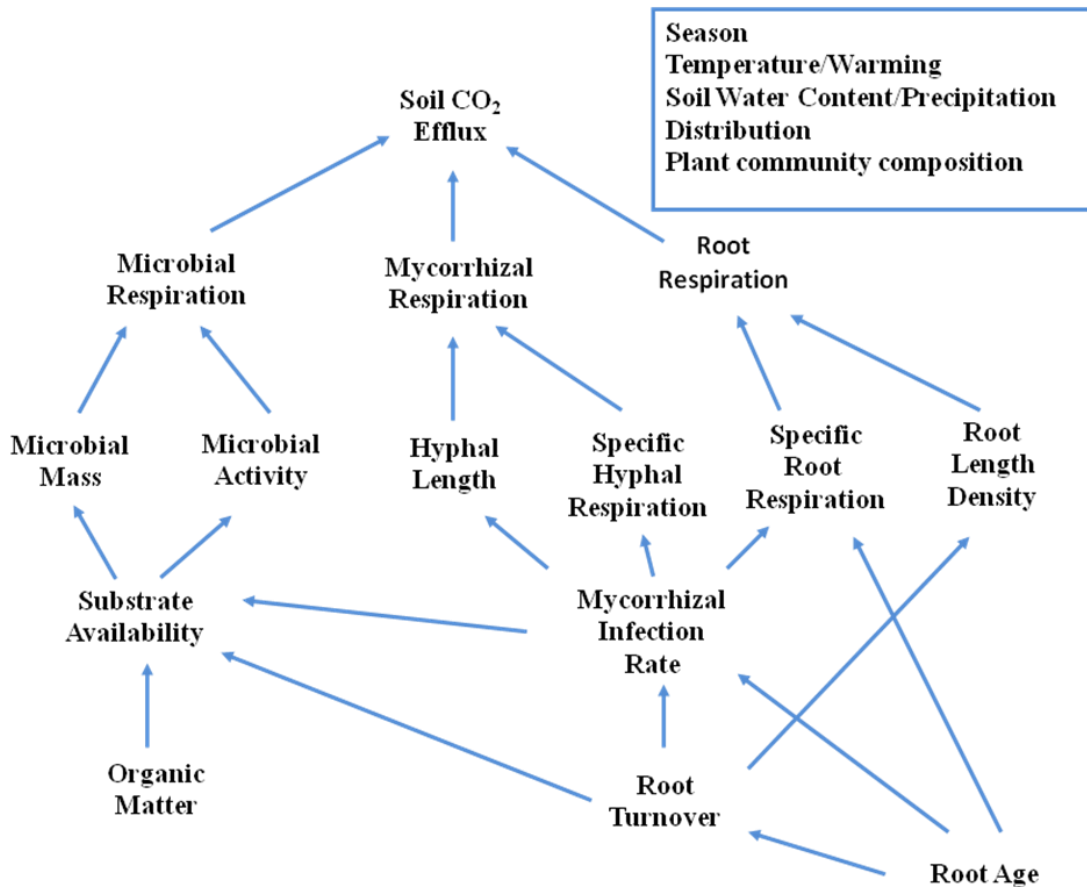 Season
Temperature/Warming
Soil Water Content/Precipitation
Distribution
Plant community composition
Soil CO₂
Efflux
Microbial
Respiration
Mycorrhizal
Respiration
Root
Respiration
Microbial
Mass
Microbial
Activity
Hyphal
Length
Specific
Hyphal
Respiration
Specific
Root
Respiration
Root
Length
Density
Substrate
Availability
Mycorrhizal
Infection
Rate
Organic
Matter
Root
Turnover
Root Age